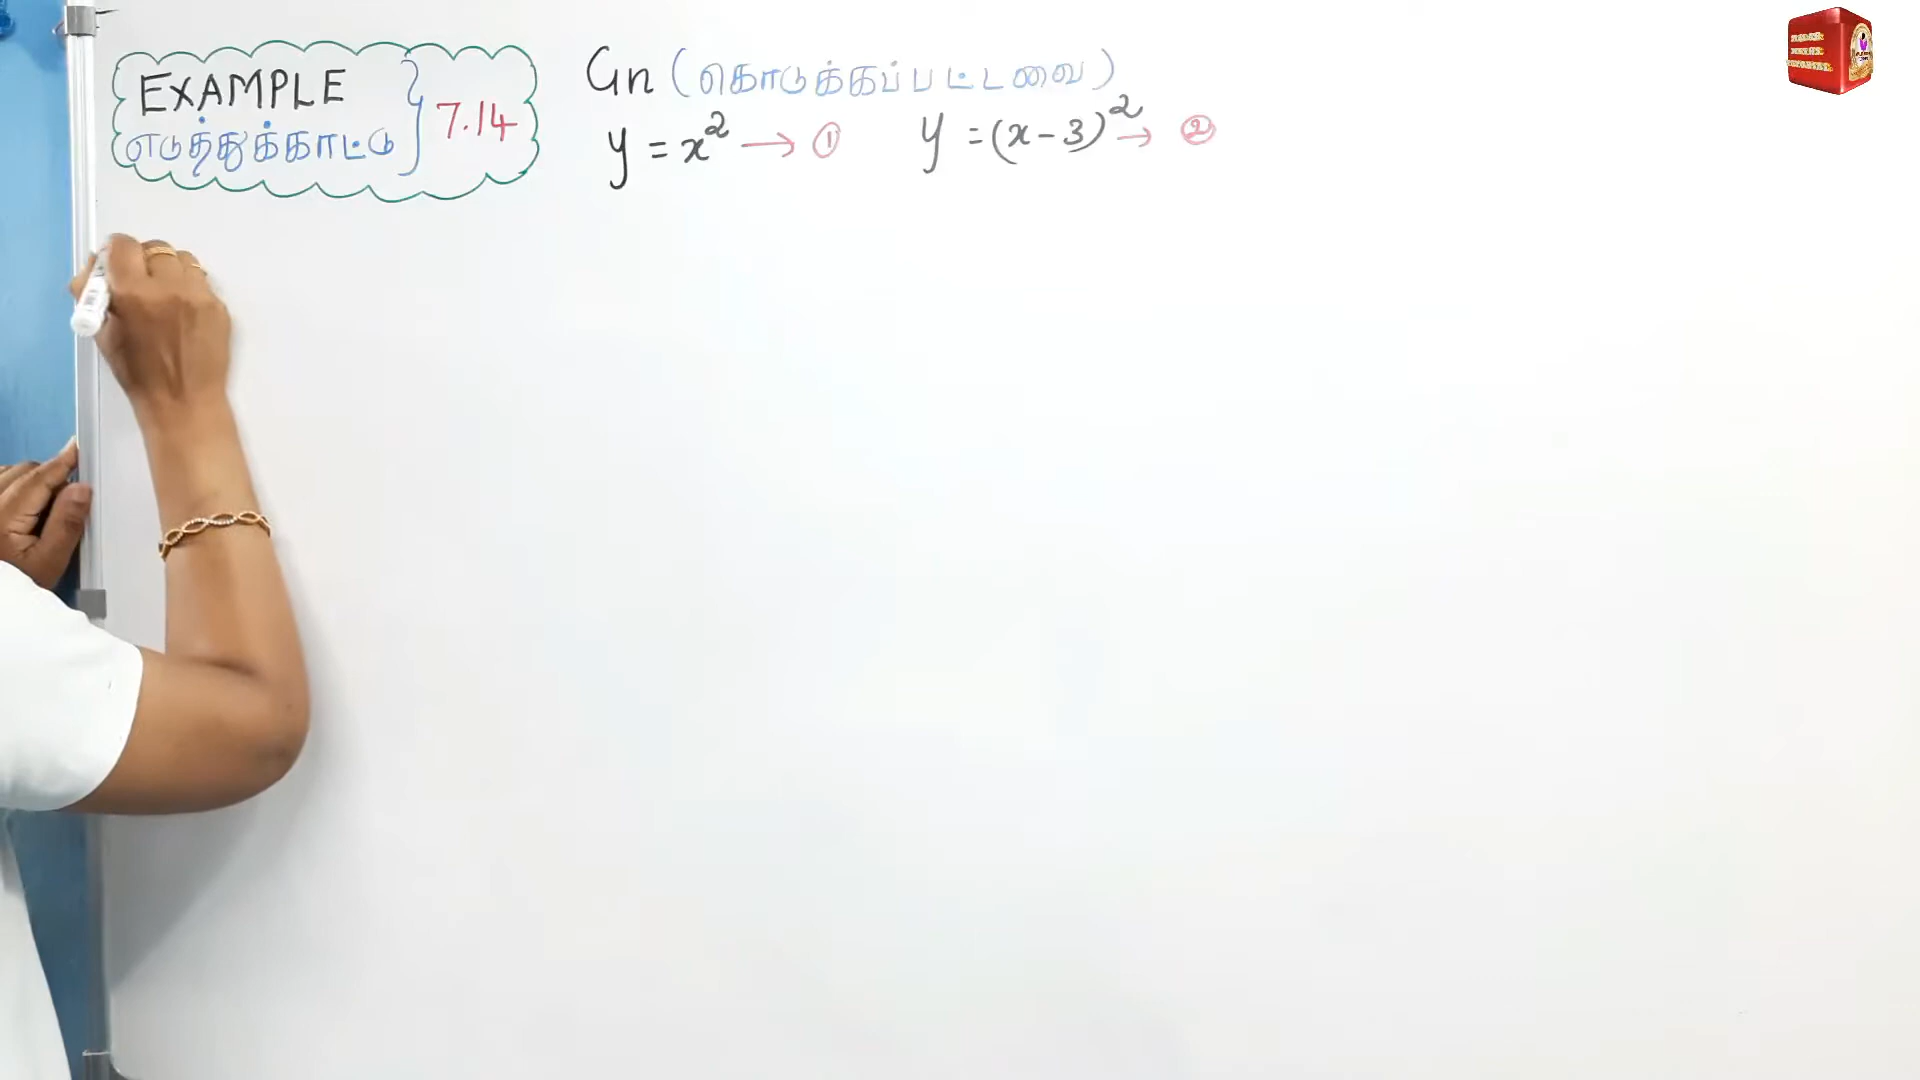 EXAMPLE
எடுத்துக்காட்டு
7.14
Gn (கொடுக்கப்பட்டவை)
y = x² → ①
y = (x-3)² → ②